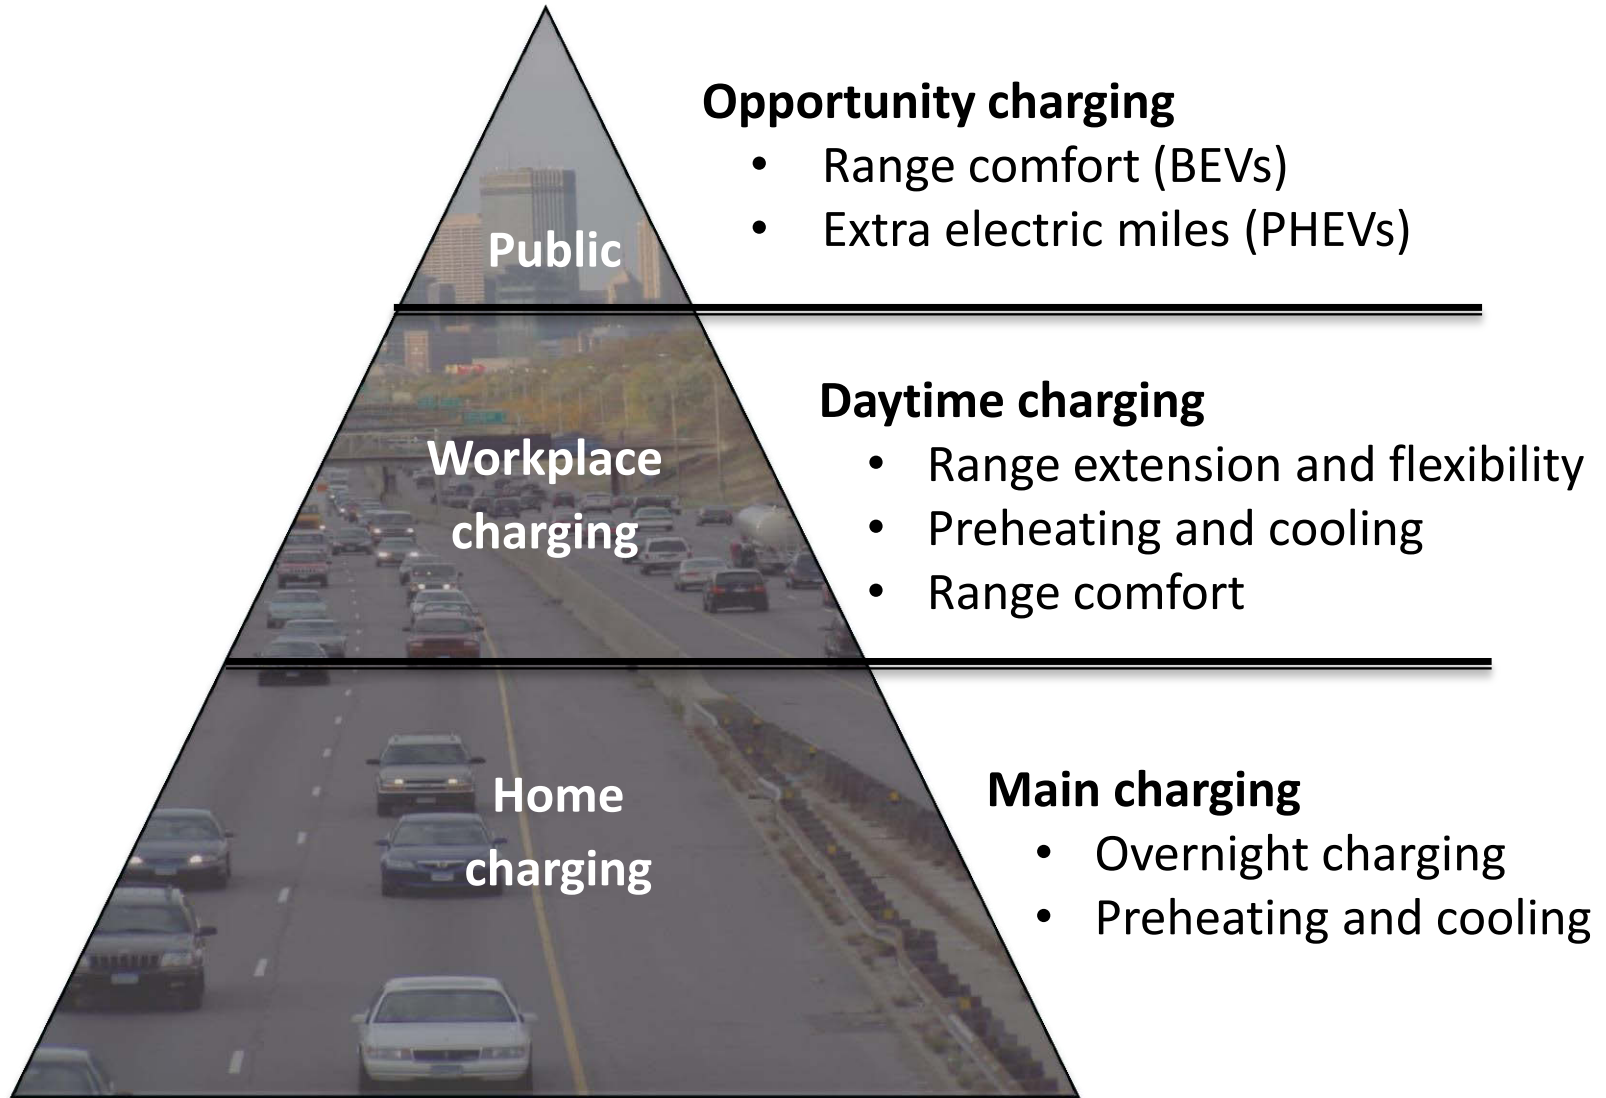 Public
Opportunity charging
• Range comfort (BEVs)
• Extra electric miles (PHEVs)
Workplace
charging
Daytime charging
• Range extension and flexibility
• Preheating and cooling
• Range comfort
Home
charging
Main charging
• Overnight charging
• Preheating and cooling